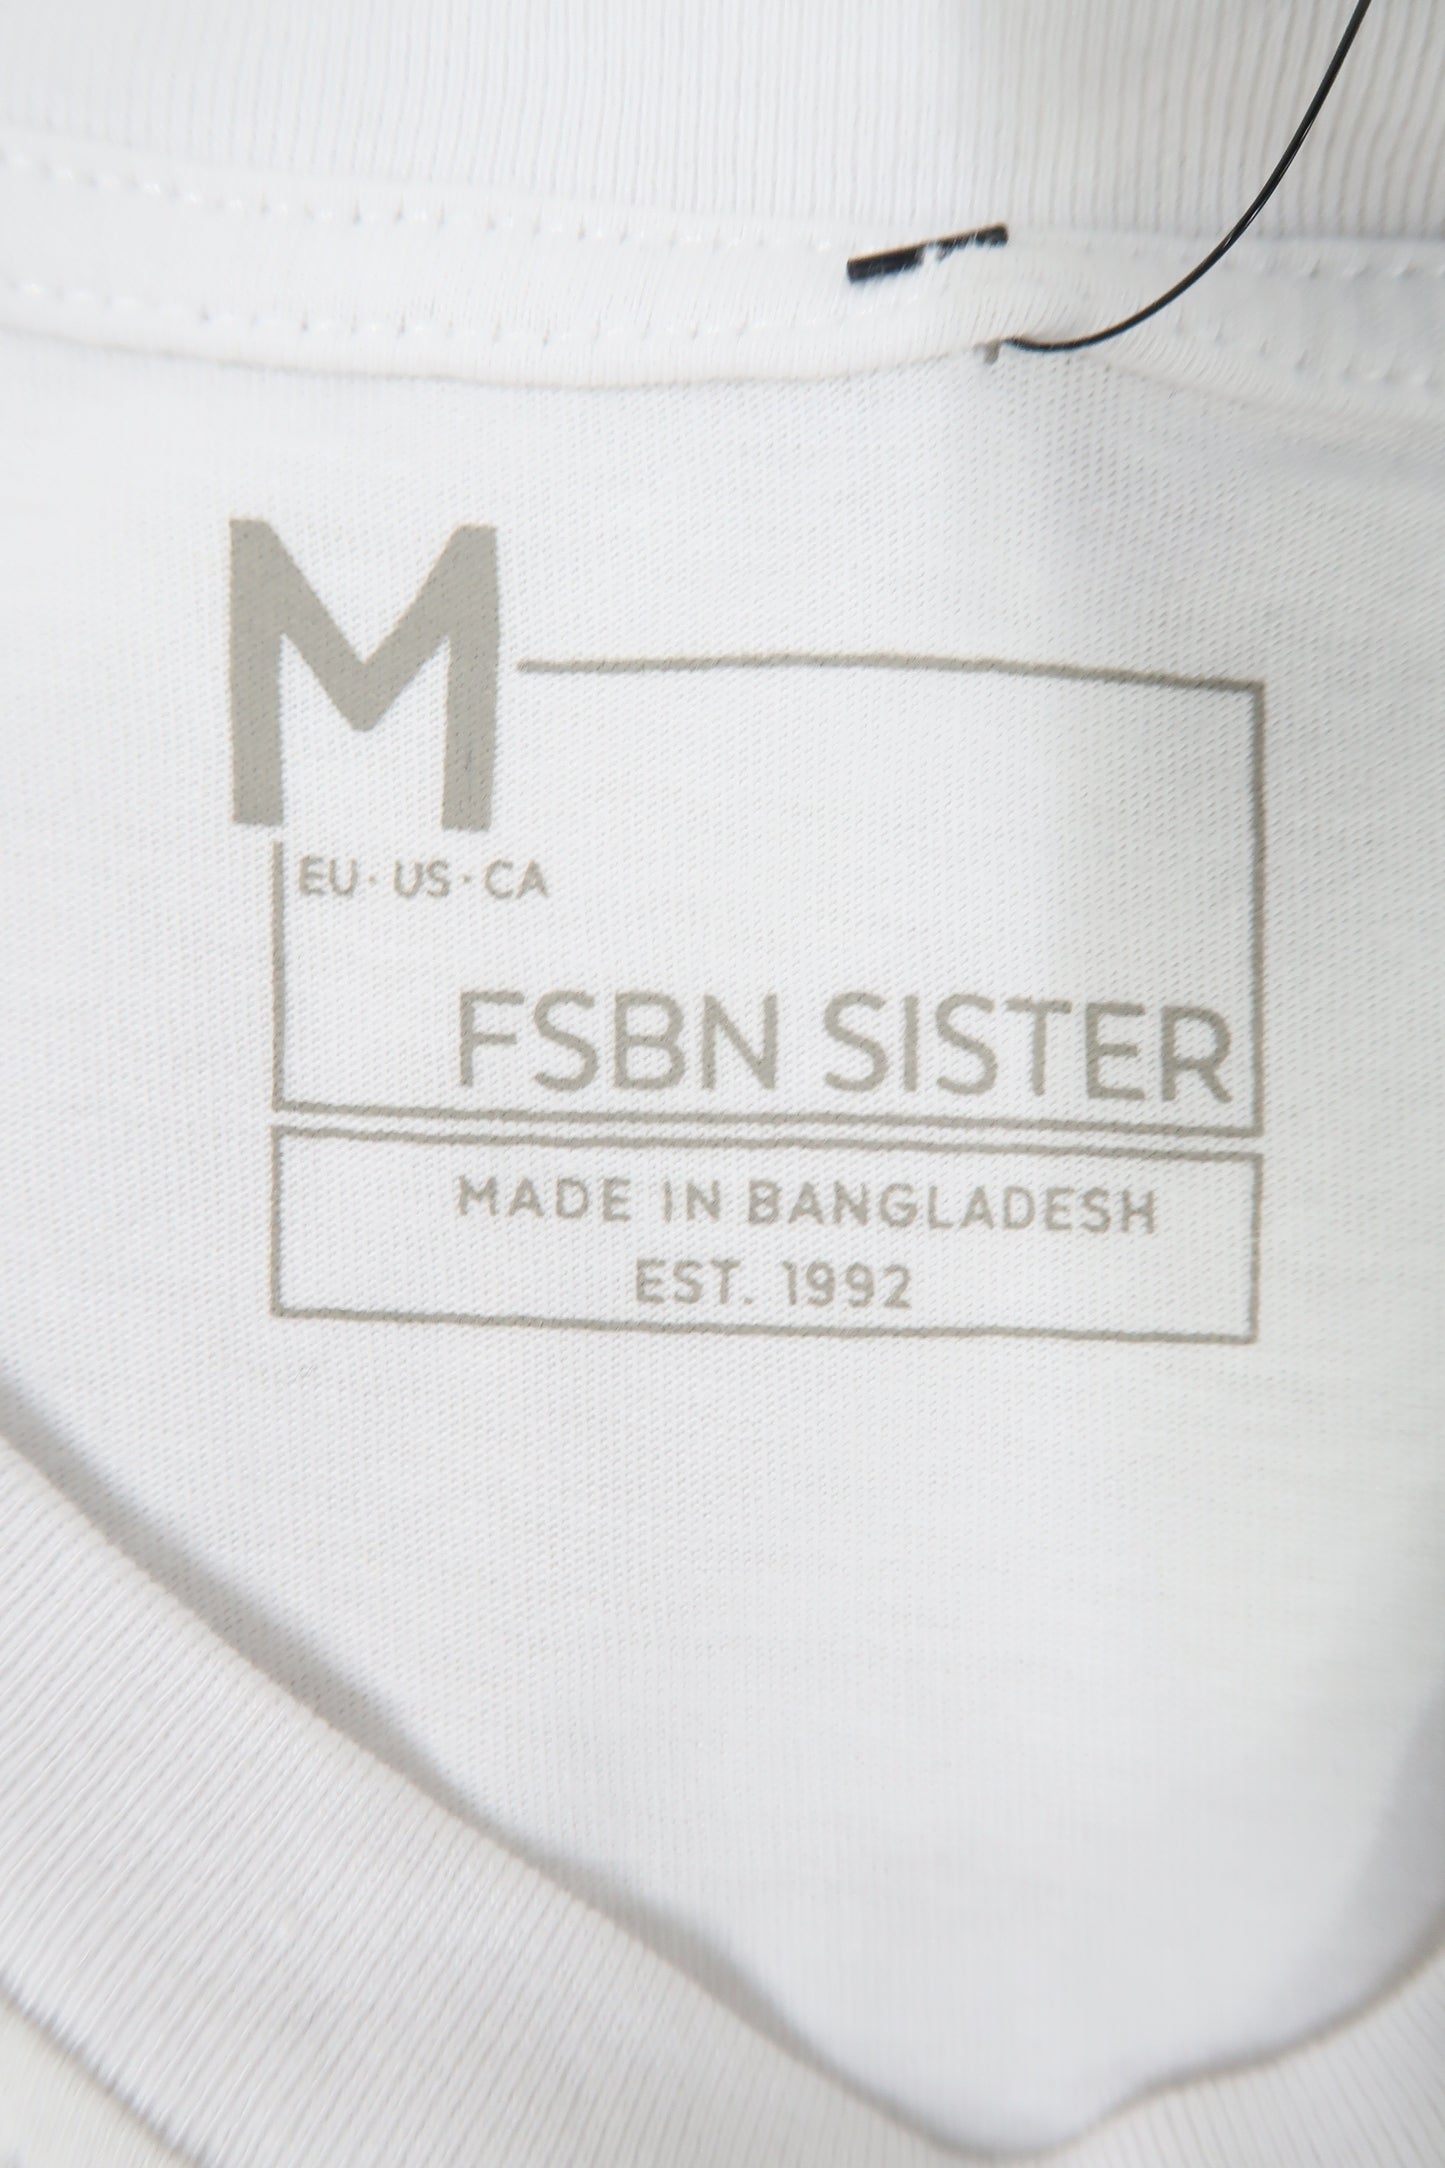 M
EU·US·CA
FSBN SISTER
MADE IN BANGLADESH
EST. 1992